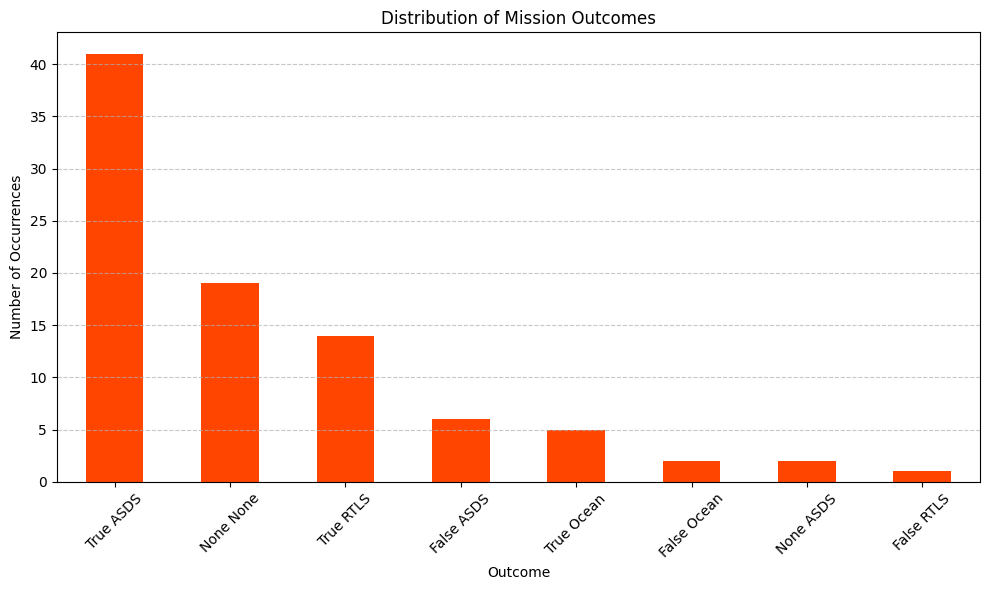 Distribution of Mission Outcomes
Number of Occurrences
40
35
30
25
20
15
10
5
0
True ASDS
None None
True RTLS
False ASDS
True Ocean
False Ocean
None ASDS
False RTLS
Outcome